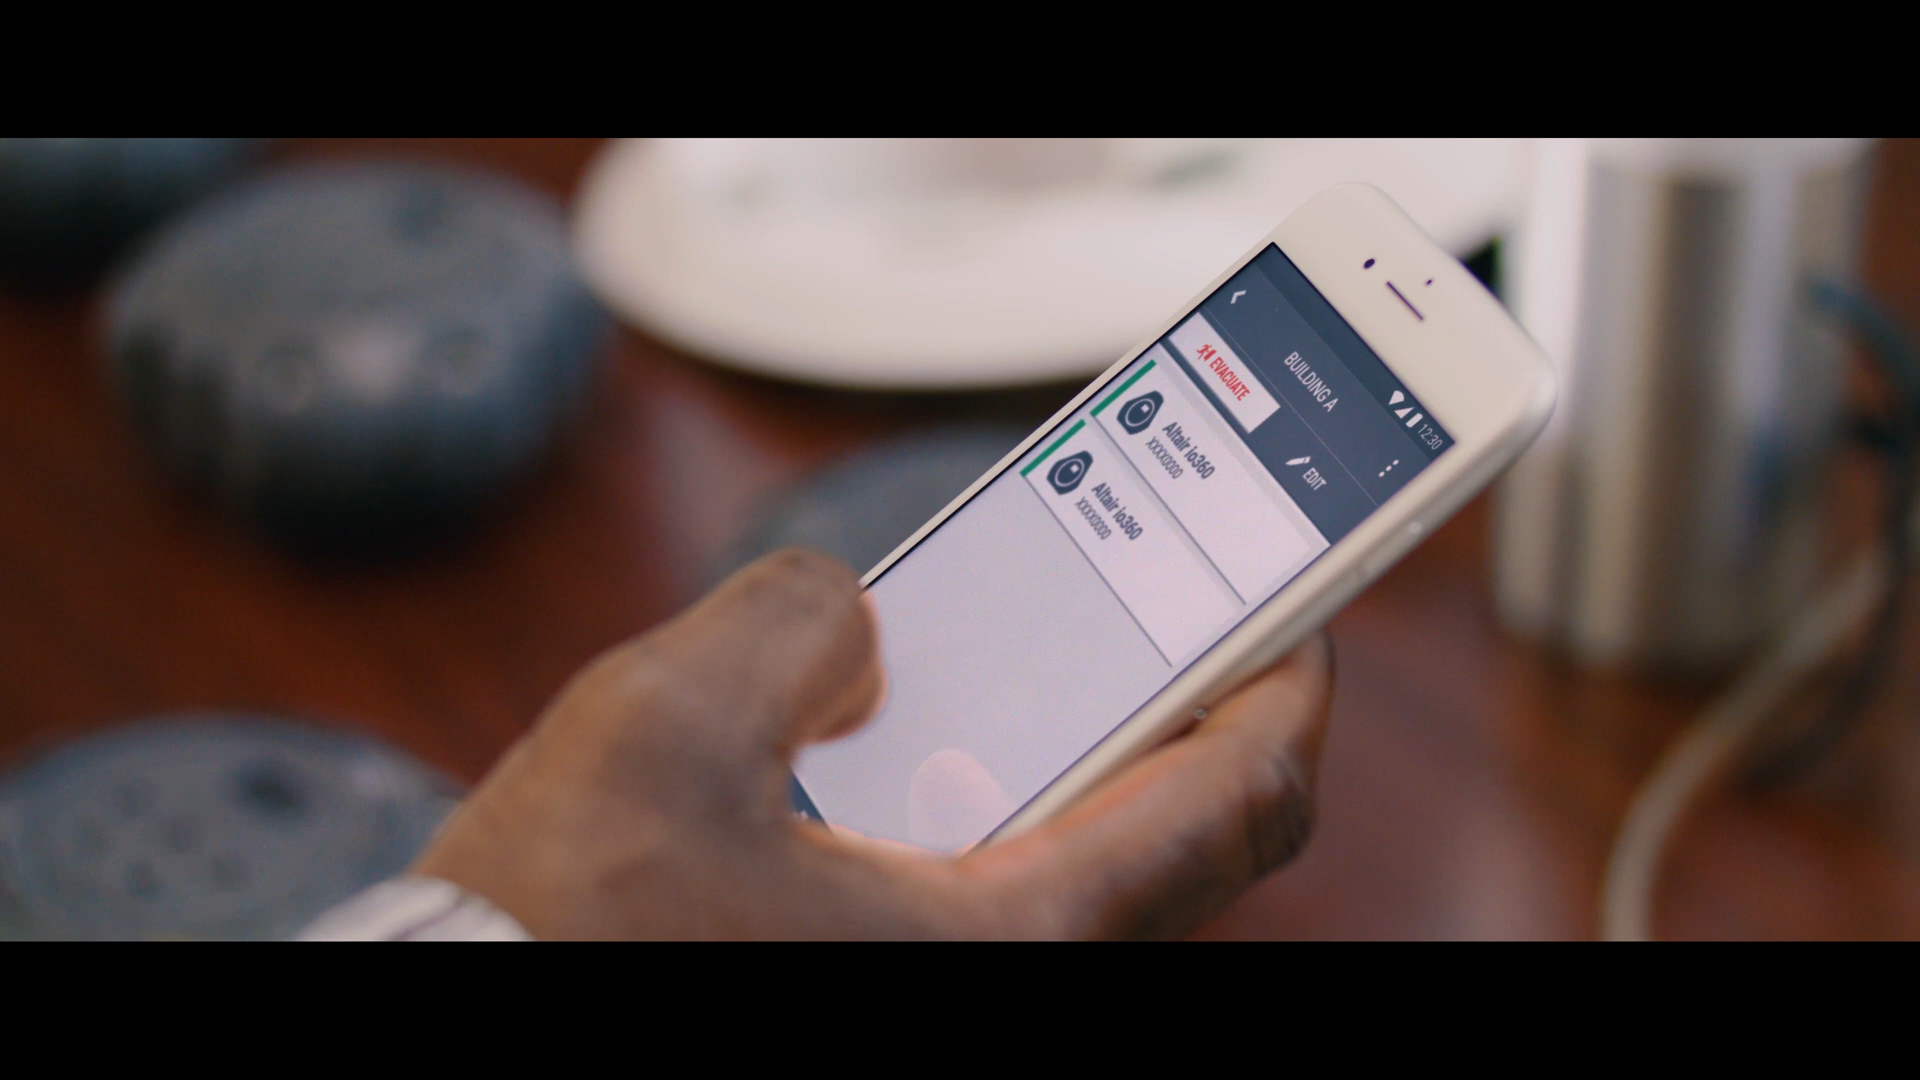 12:30
BUILDING A
EVACUATE
EDIT
Altair io360
XXXX0000
Altair io360
XXXX0000